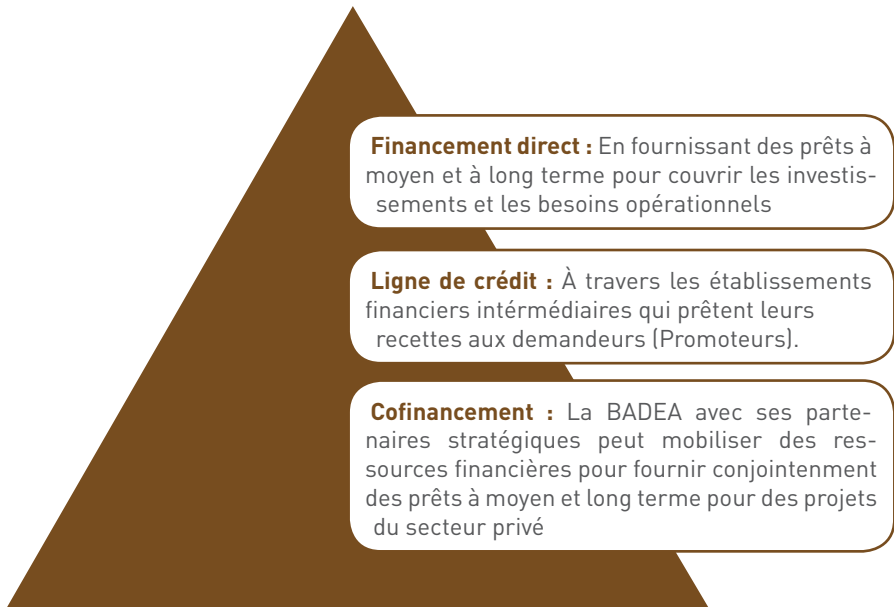 Financement direct : En fournissant des prêts à
moyen et à long terme pour couvrir les investis-
sements et les besoins opérationnels
Ligne de crédit : À travers les établissements
financiers intérmédiaires qui prêtent leurs
recettes aux demandeurs (Promoteurs).
Cofinancement : La BADEA avec ses parte-
naires stratégiques peut mobiliser des res-
sources financières pour fournir conjointenment
des prêts à moyen et long terme pour des projets
du secteur privé